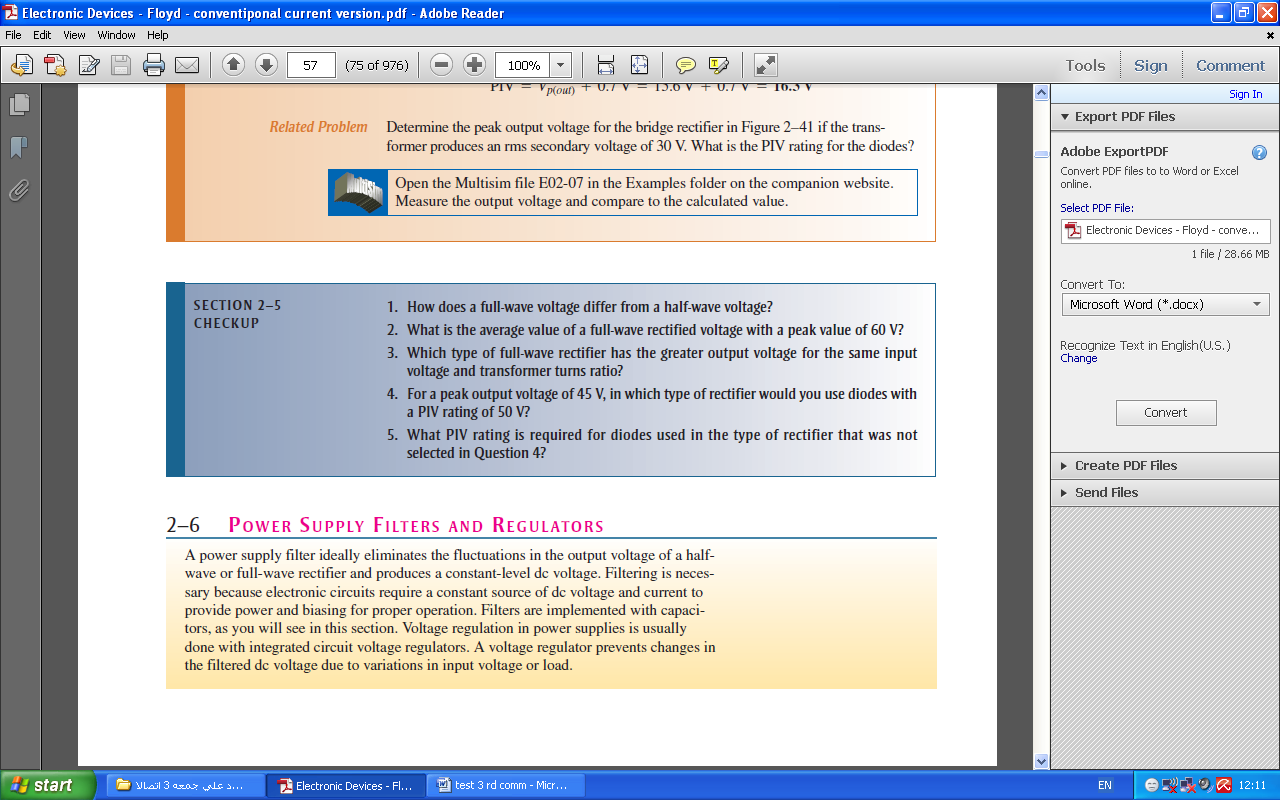 Electronic Devices - Floyd - conventiponal current version.pdf - Adobe Reader
File Edit View Window Help
57 (75 of 976) 100% Tools Sign Comment
Sign In
PIV = Vp(out) + 0.7 V = 15.6 V + 0.7 V = 16.3 V
Related Problem Determine the peak output voltage for the bridge rectifier in Figure 2–41 if the trans-
former produces an rms secondary voltage of 30 V. What is the PIV rating for the diodes?
Open the Multisim file E02-07 in the Examples folder on the companion website.
Measure the output voltage and compare to the calculated value.
SECTION 2–5
CHECKUP
1. How does a full-wave voltage differ from a half-wave voltage?
2. What is the average value of a full-wave rectified voltage with a peak value of 60 V?
3. Which type of full-wave rectifier has the greater output voltage for the same input
voltage and transformer turns ratio?
4. For a peak output voltage of 45 V, in which type of rectifier would you use diodes with
a PIV rating of 50 V?
5. What PIV rating is required for diodes used in the type of rectifier that was not
selected in Question 4?
2–6 POWER SUPPLY FILTERS AND REGULATORS
A power supply filter ideally eliminates the fluctuations in the output voltage of a half-
wave or full-wave rectifier and produces a constant-level dc voltage. Filtering is neces-
sary because electronic circuits require a constant source of dc voltage and current to
provide power and biasing for proper operation. Filters are implemented with capaci-
tors, as you will see in this section. Voltage regulation in power supplies is usually
done with integrated circuit voltage regulators. A voltage regulator prevents changes in
the filtered dc voltage due to variations in input voltage or load.
Export PDF Files
Adobe ExportPDF
Convert PDF files to to Word or Excel
online.
Select PDF File:
Electronic Devices - Floyd - conve...
1 file / 28.66 MB
Convert To:
Microsoft Word (*.docx)
Recognize Text in English(U.S.)
Change
Convert
Create PDF Files
Send Files
start
د علي جمعه 3 اتصالا...
Electronic Devices - Fl...
test 3 rd comm - Micr...
EN
12:11